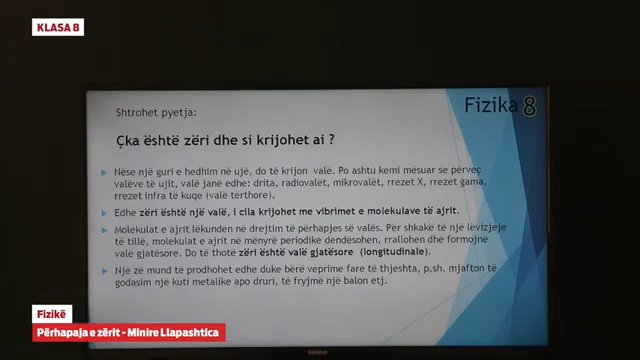 KLASA 8
Fizika 8
Shtrohet pyetja:
Çka është zëri dhe si krijohet ai ?
Nëse një guri e hedhim në ujë, do të krijon valë. Po ashtu kemi mësuar se përveç
valëve të ujit, valë janë edhe: drita, radiovalët, mikrovalët, rrezet X, rrezet gama,
rrezet infra të kuqe (valë tërthore).
Edhe zëri është një valë, i cila krijohet me vibrimet e molekulave të ajrit.
Molekulat e ajrit lëkunden në drejtim të përhapjes së valës. Për shkakë të një lëvizjeje
të tillë, molekulat e ajrit në mënyrë periodike dendësohen, rrallohen dhe formojnë
valë gjatësore. Do të thotë zëri është valë gjatësore (longitudinale).
Një zë mund të prodhohet edhe duke bërë veprime fare të thjeshta, p.sh. mjafton të
godasim një kuti metalike apo druri, të fryjmë një balon etj.
Fizikë
Përhapaja e zërit - Minire Llapashtica